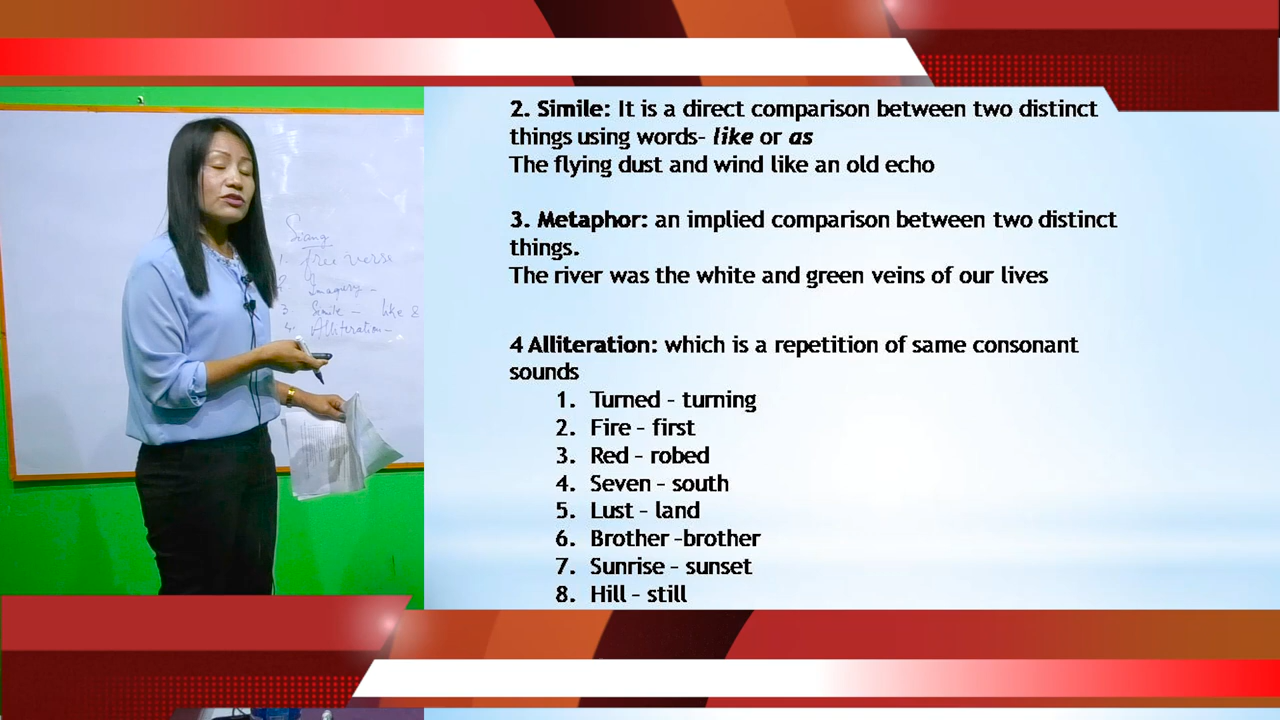 Siang
1. free verse
2. Imagery -
3. Simile - like &
4. Alliteration -
2. Simile: It is a direct comparison between two distinct
things using words- like or as
The flying dust and wind like an old echo
3. Metaphor: an implied comparison between two distinct
things.
The river was the white and green veins of our lives
4 Alliteration: which is a repetition of same consonant
sounds
1. Turned – turning
2. Fire – first
3. Red – robed
4. Seven – south
5. Lust – land
6. Brother –brother
7. Sunrise – sunset
8. Hill – still